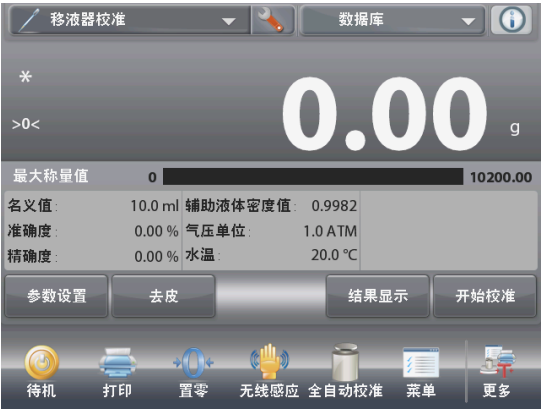 移液器校准 数据库
*
>0<
0.00 g
最大称量值 0 10200.00
名义值: 10.0 ml 辅助液体密度值: 0.9982
准确度: 0.00 % 气压单位: 1.0 ATM
精确度: 0.00 % 水温: 20.0 °C
参数设置 去皮 结果显示 开始校准
→0←
待机 打印 置零 无线感应 全自动校准 菜单 更多